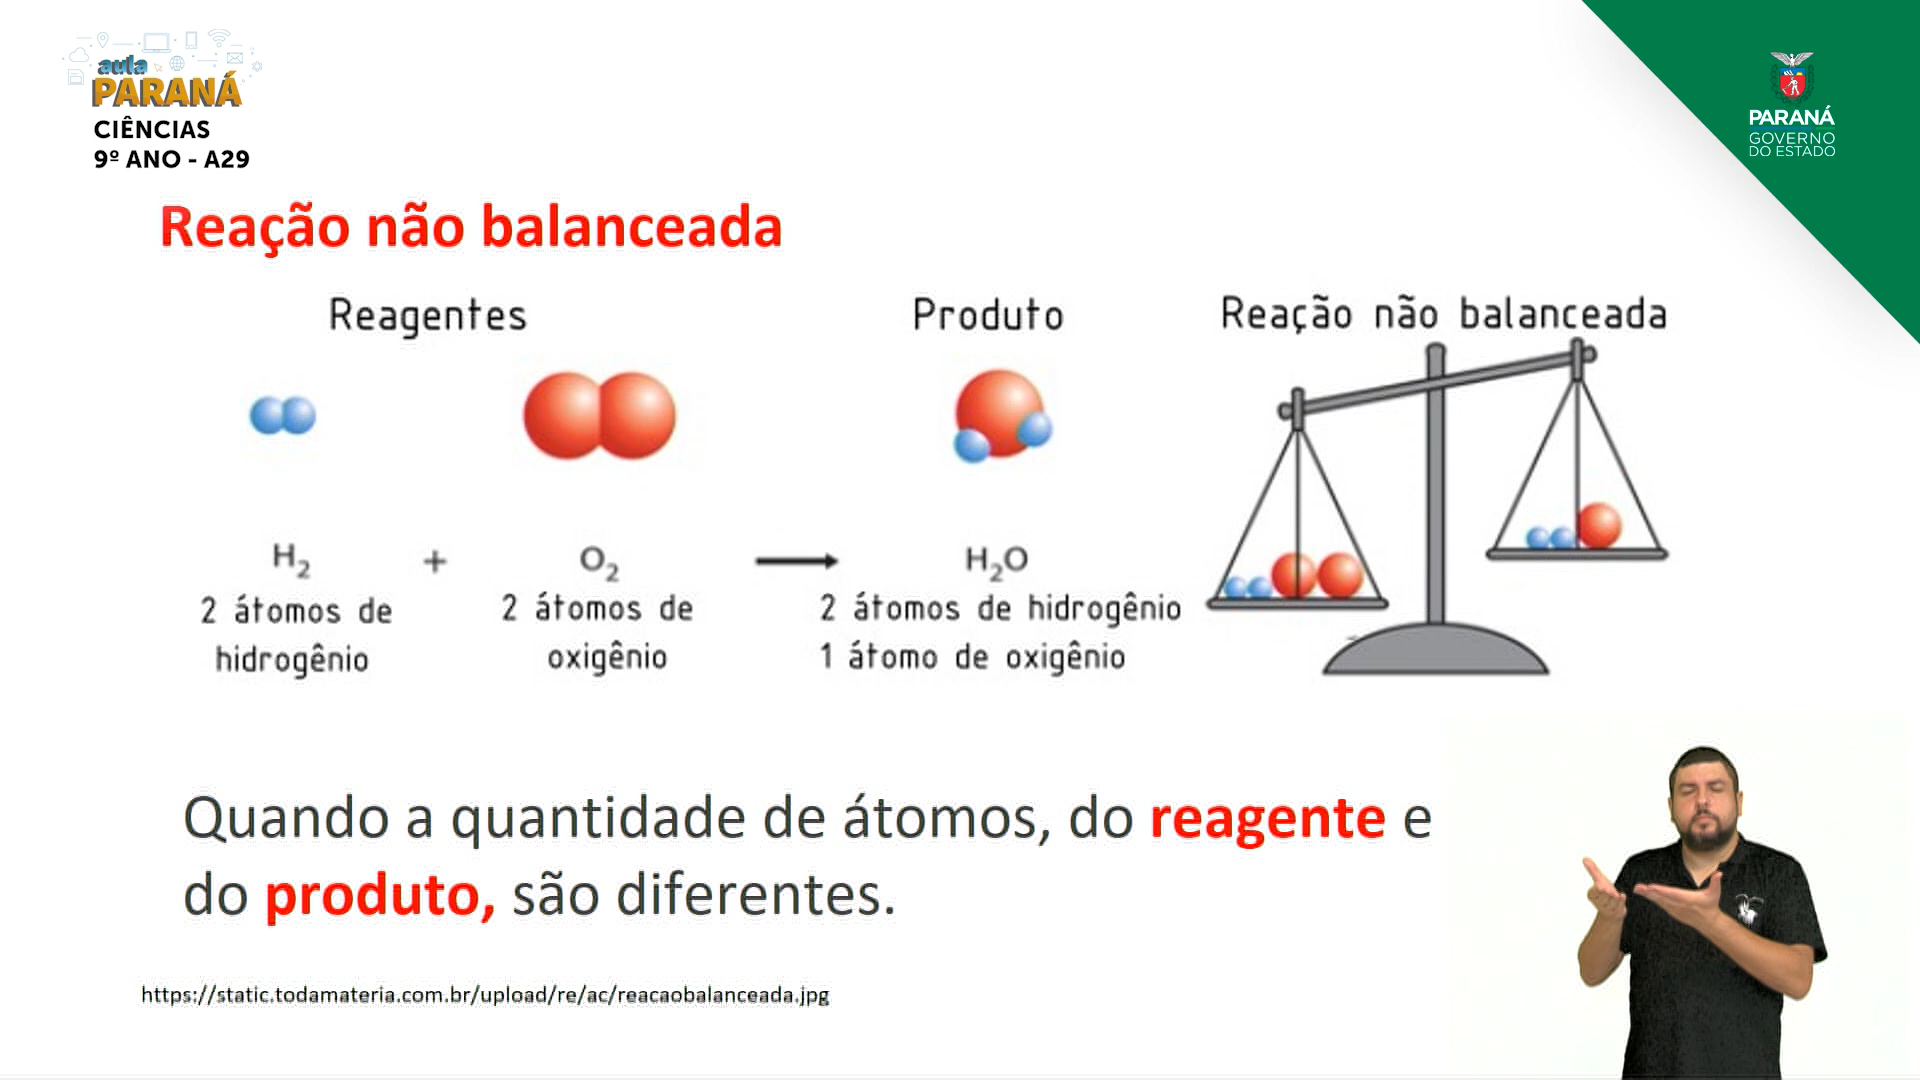 aula
PARANÁ
CIÊNCIAS
9º ANO - A29
PARANÁ
GOVERNO
DO ESTADO
Reação não balanceada
Reagentes
Produto
Reação não balanceada
H₂ + O₂ → H₂O
2 átomos de
hidrogênio
2 átomos de
oxigênio
2 átomos de hidrogênio
1 átomo de oxigênio
Quando a quantidade de átomos, do reagente e
do produto, são diferentes.
https://static.todamateria.com.br/upload/re/ac/reacaobalanceada.jpg